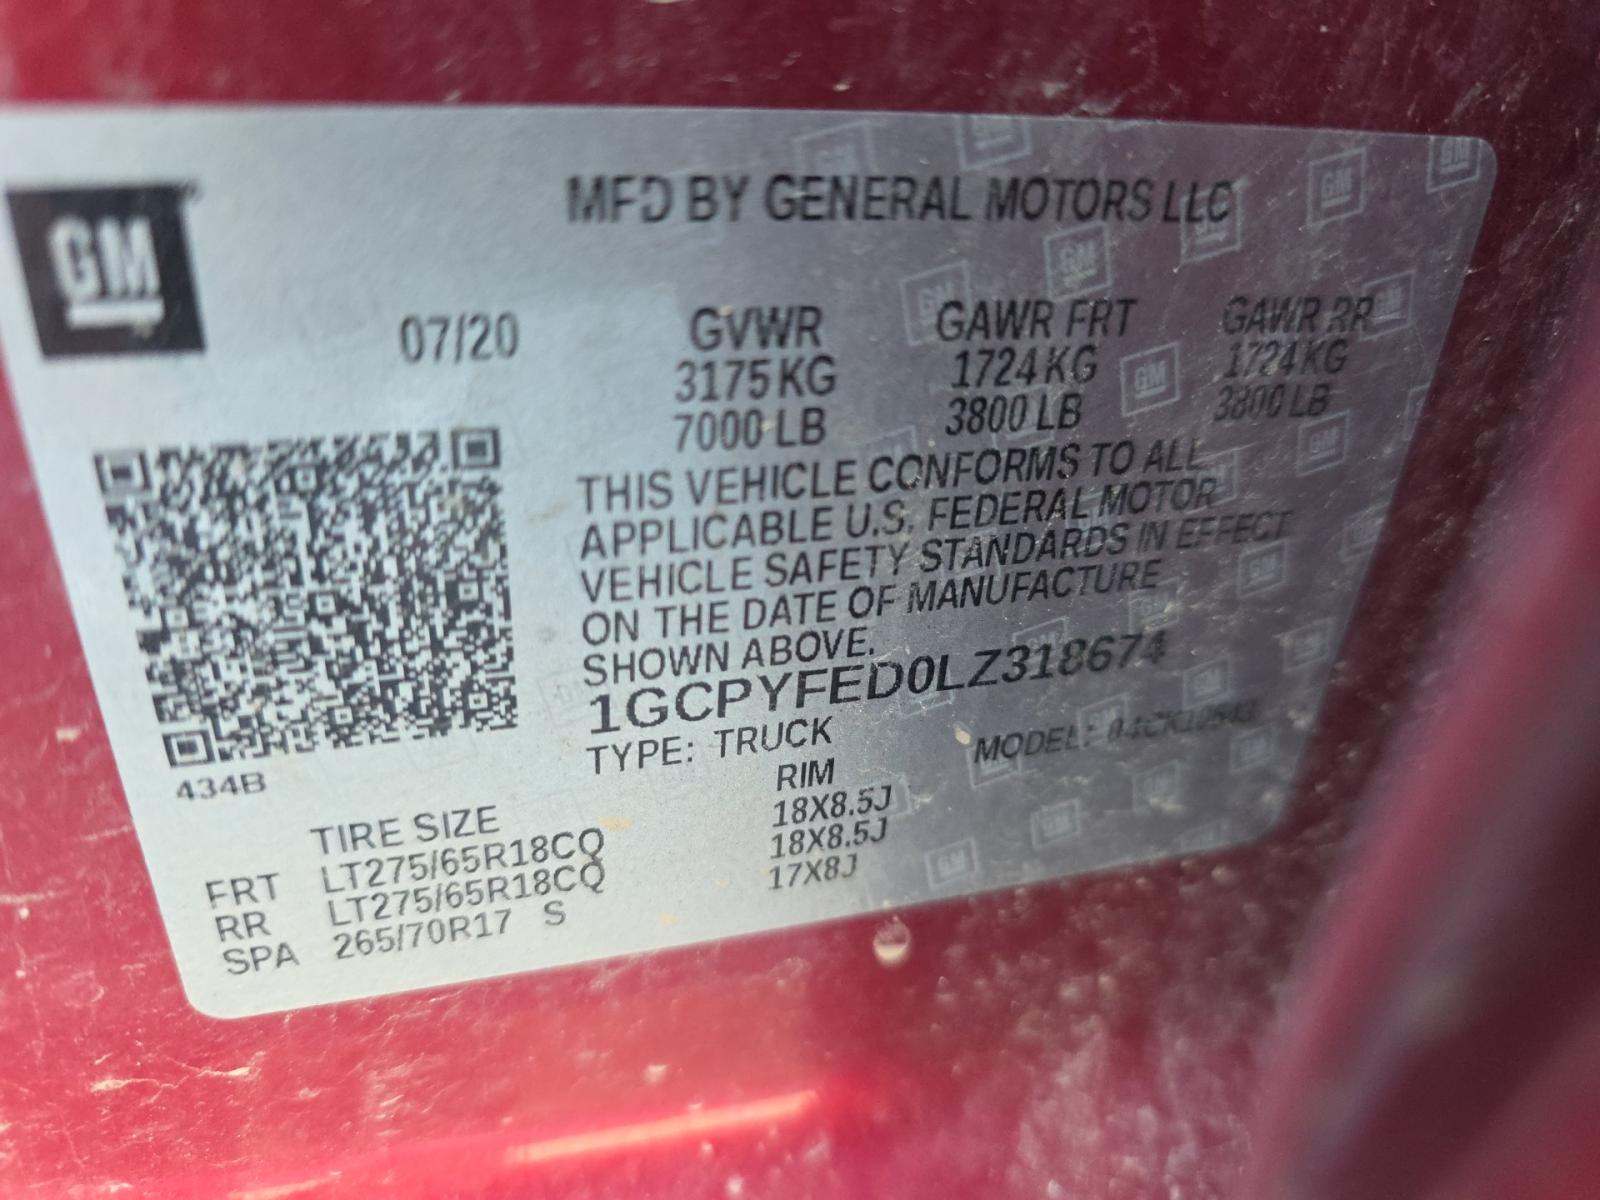 GM
MFD BY GENERAL MOTORS LLC
07/20 GVWR GAWR FRT GAWR RR
3175 KG 1724 KG 1724 KG
7000 LB 3800 LB 3800 LB
THIS VEHICLE CONFORMS TO ALL
APPLICABLE U.S. FEDERAL MOTOR
VEHICLE SAFETY STANDARDS IN EFFECT
ON THE DATE OF MANUFACTURE
SHOWN ABOVE.
1GCPYFED0LZ318674
TYPE: TRUCK MODEL:
434B
TIRE SIZE RIM
FRT LT275/65R18CQ 18X8.5J
RR LT275/65R18CQ 18X8.5J
SPA 265/70R17 S 17X8J